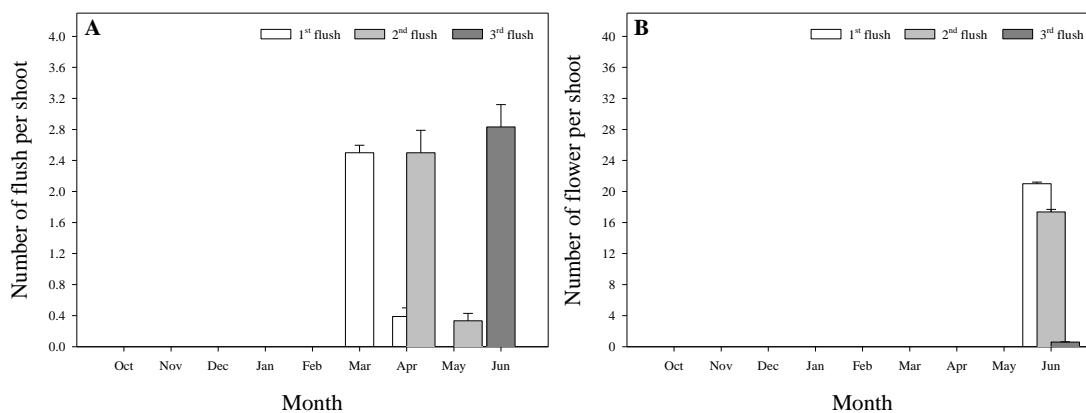 A
1st flush 2nd flush 3rd flush
Number of flush per shoot
4.0
3.6
3.2
2.8
2.4
2.0
1.6
1.2
0.8
0.4
0.0
Oct Nov Dec Jan Feb Mar Apr May Jun
Month
B
1st flush 2nd flush 3rd flush
Number of flower per shoot
40
36
32
28
24
20
16
12
8
4
0
Oct Nov Dec Jan Feb Mar Apr May Jun
Month